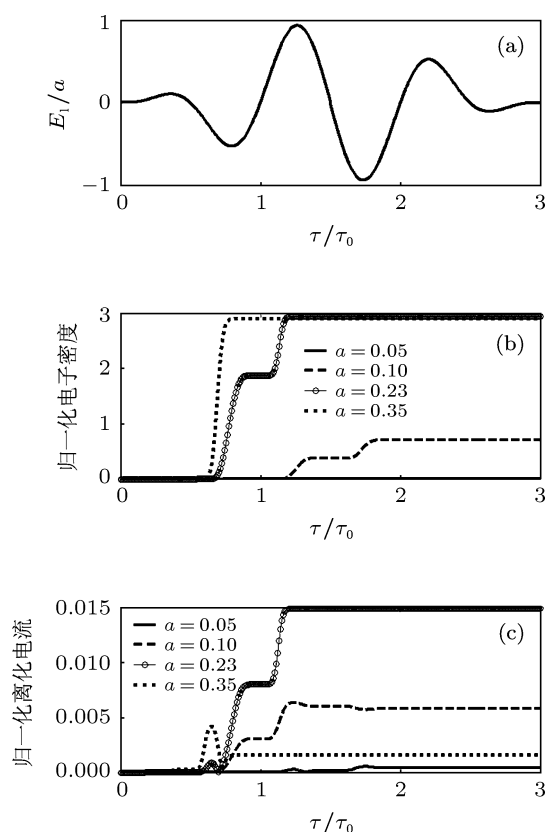 1
(a)
E₁/a
0
−1
0 1 2 3
τ/τ₀
3
(b)
归一化电子密度
2
a = 0.05
a = 0.10
a = 0.23
a = 0.35
1
0
0 1 2 3
τ/τ₀
0.015
(c)
归一化离化电流
a = 0.05
a = 0.10
a = 0.23
a = 0.35
0.010
0.005
0.000
0 1 2 3
τ/τ₀